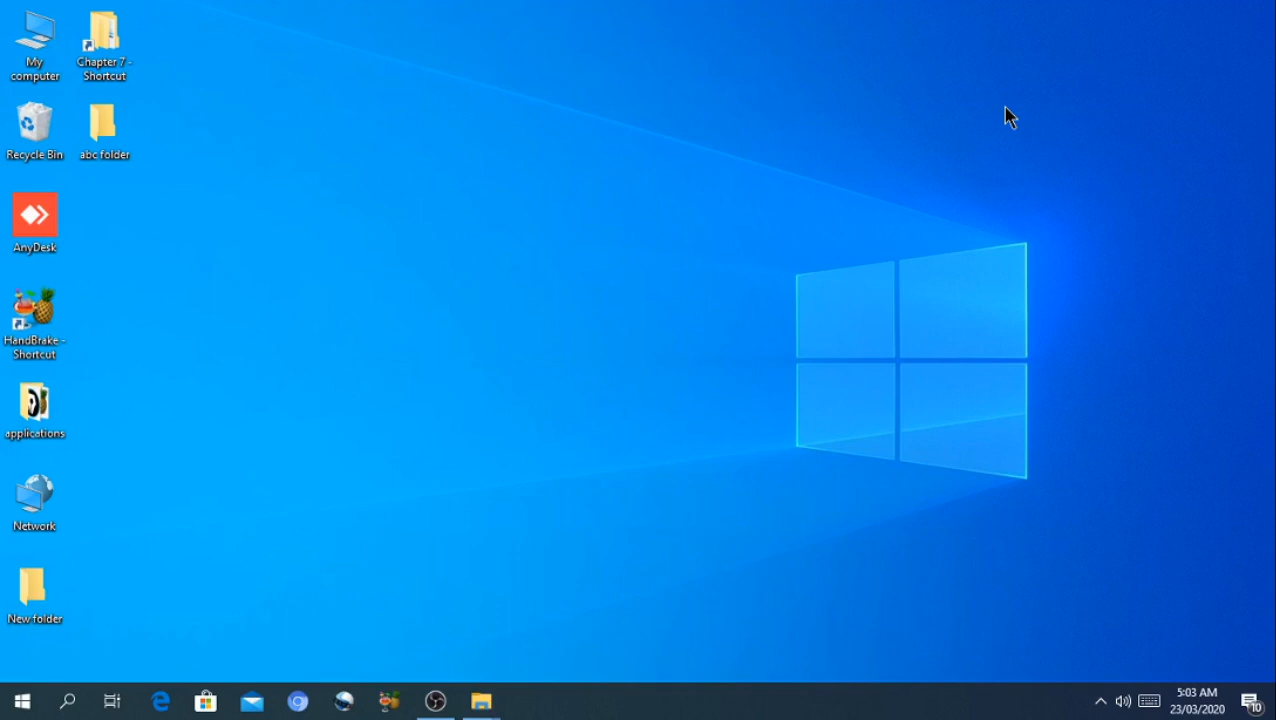 My
computer
Chapter 7 -
Shortcut
Recycle Bin
abc folder
AnyDesk
HandBrake -
Shortcut
applications
Network
New folder
5:03 AM
23/03/2020
10